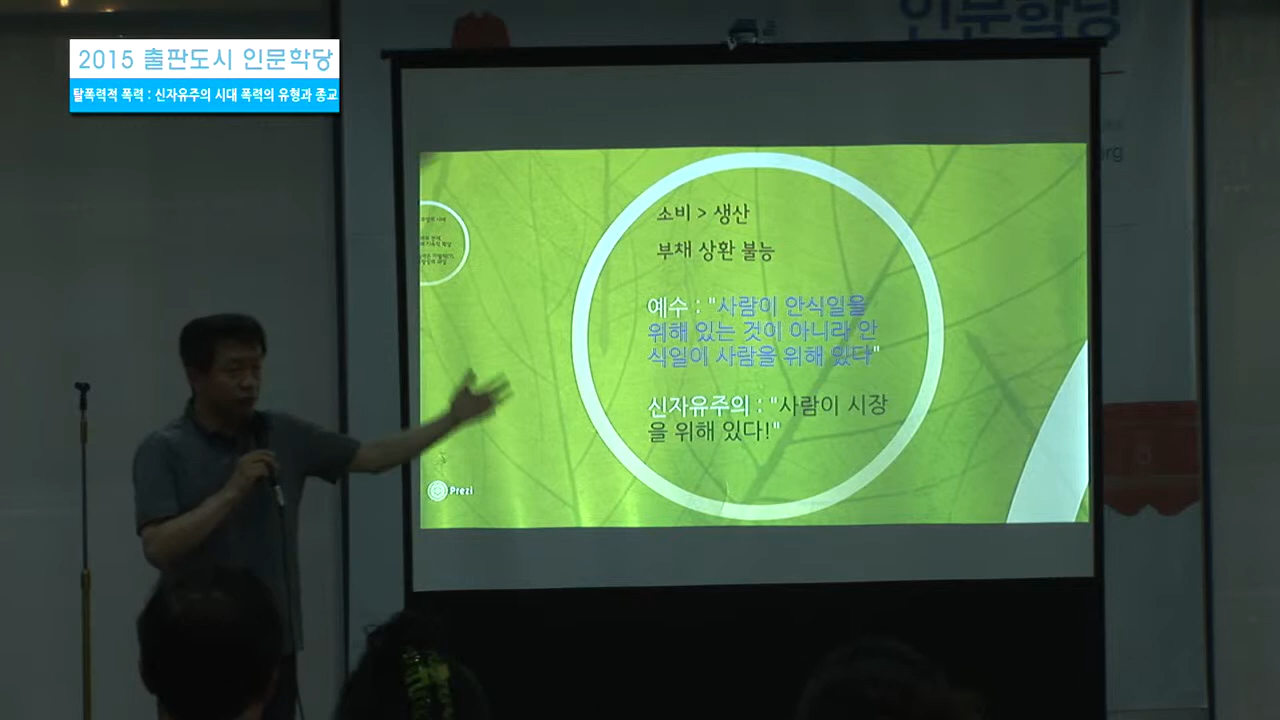 2015 출판도시 인문학당
탈폭력적 폭력 : 신자유주의 시대 폭력의 유형과 종교
인문학당
소비 > 생산
부채 상환 불능
예수 : "사람이 안식일을
위해 있는 것이 아니라 안
식일이 사람을 위해 있다"
신자유주의 : "사람이 시장
을 위해 있다!"
Prezi